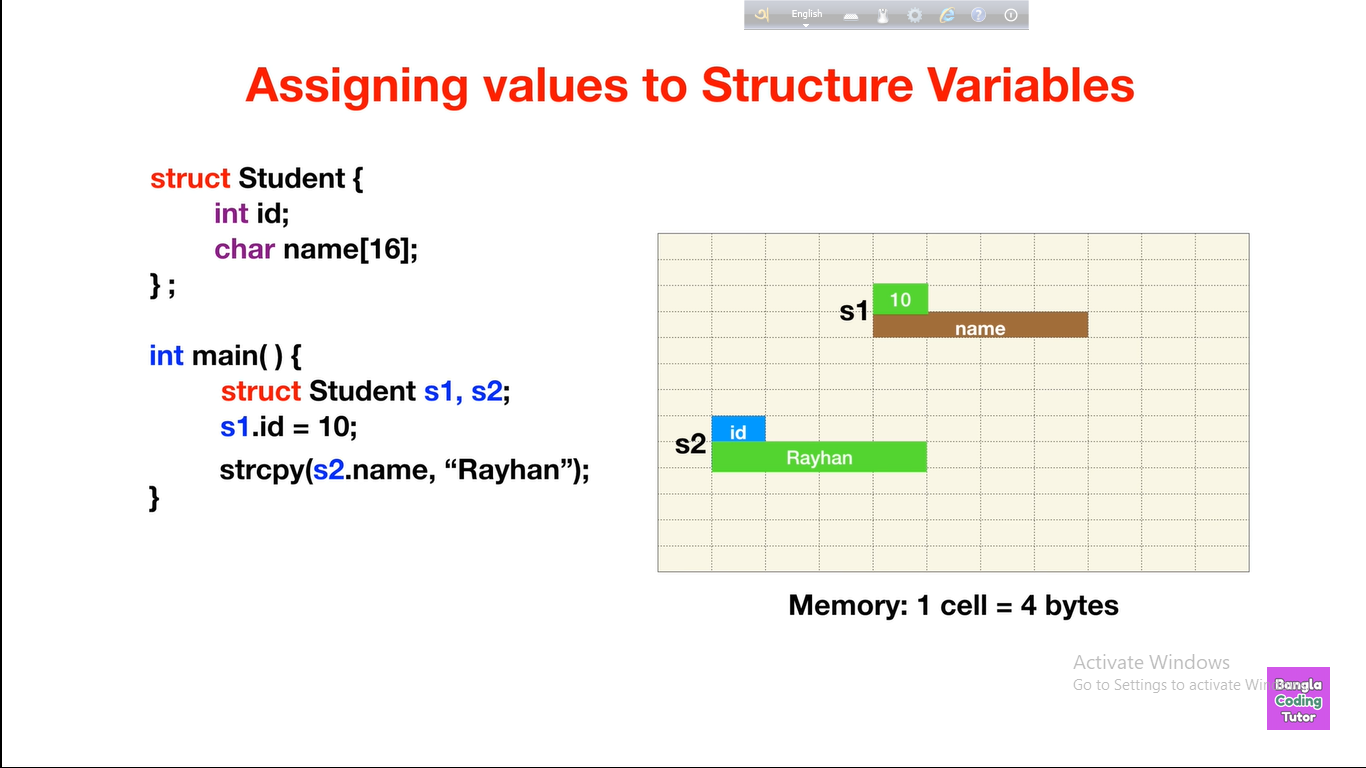 অ English
Assigning values to Structure Variables
struct Student {
int id;
char name[16];
} ;
int main( ) {
struct Student s1, s2;
s1.id = 10;
strcpy(s2.name, “Rayhan”);
}
s1 10
name
s2 id
Rayhan
Memory: 1 cell = 4 bytes
Activate Windows
Go to Settings to activate
Bangla
Coding
Tutor